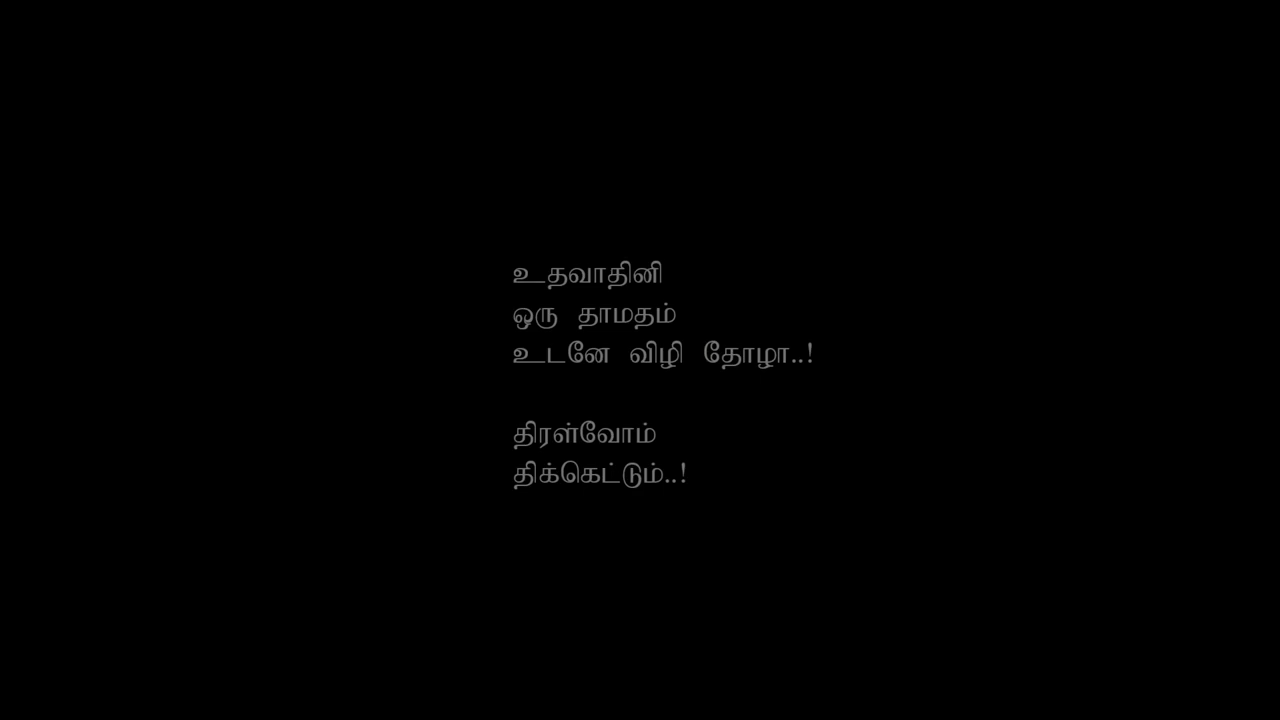 உதவாதினி
ஒரு தாமதம்
உடனே விழி தோழா..!
திரள்வோம்
திக்கெட்டும்..!